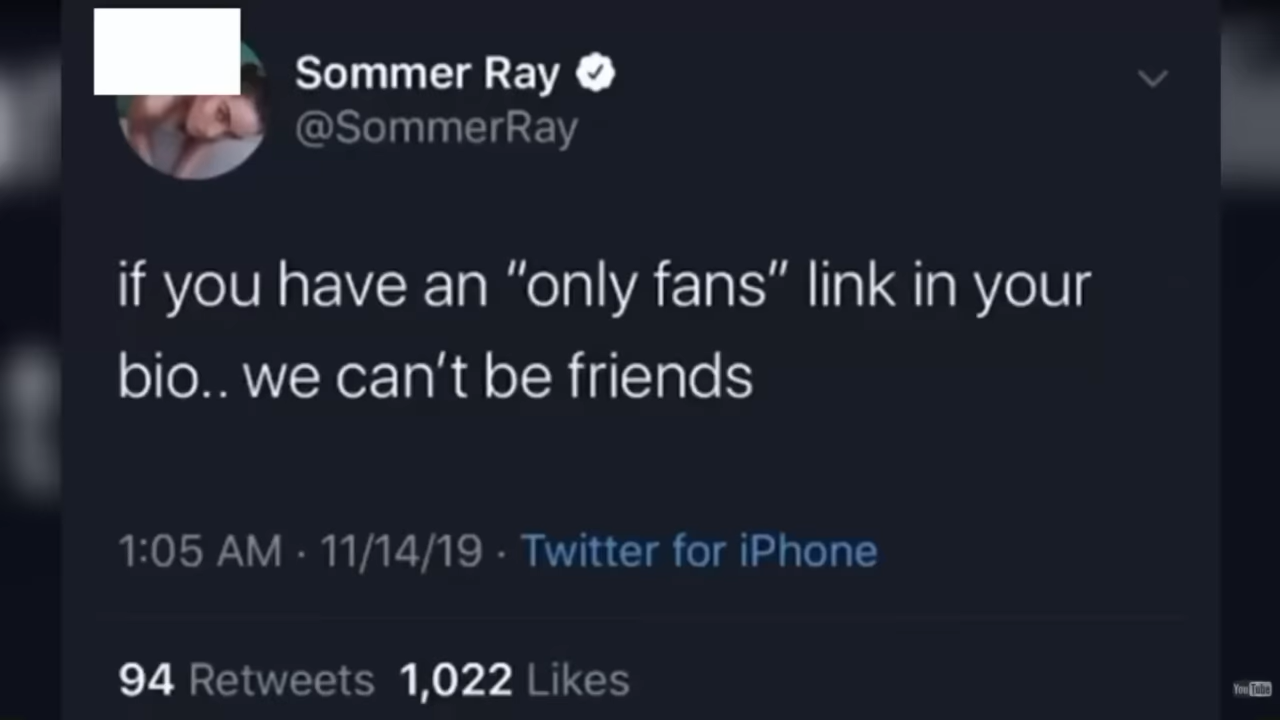 Sommer Ray
@SommerRay
if you have an “only fans” link in your
bio.. we can’t be friends
1:05 AM · 11/14/19 · Twitter for iPhone
94 Retweets 1,022 Likes
YouTube